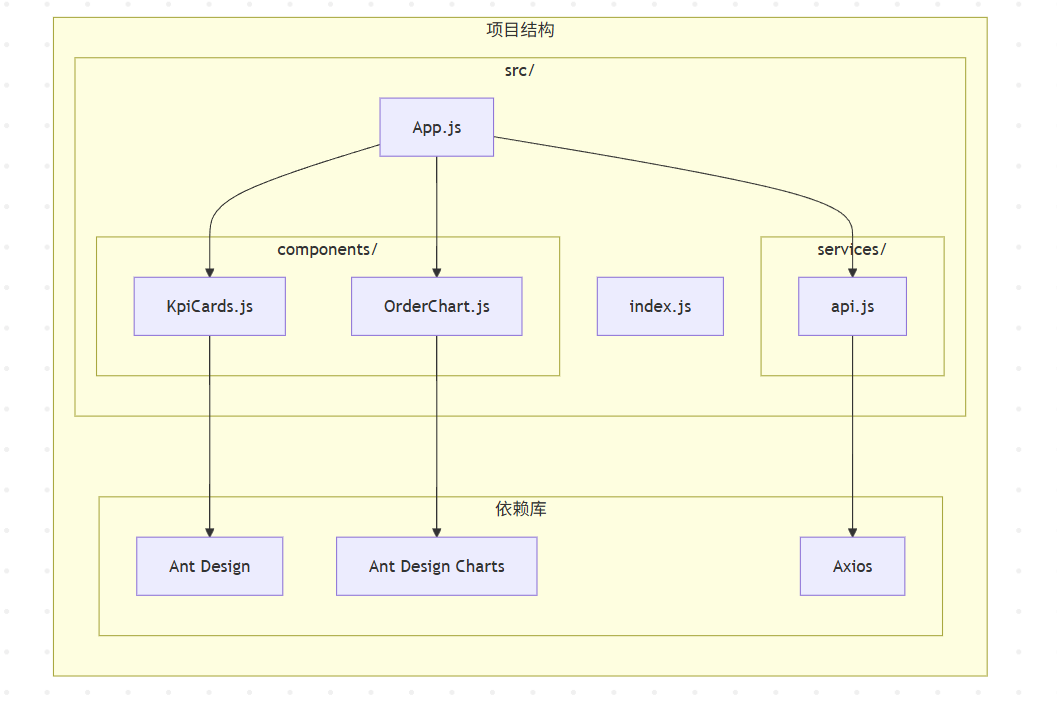 项目结构
src/
App.js
components/
services/
KpiCards.js
OrderChart.js
index.js
api.js
依赖库
Ant Design
Ant Design Charts
Axios